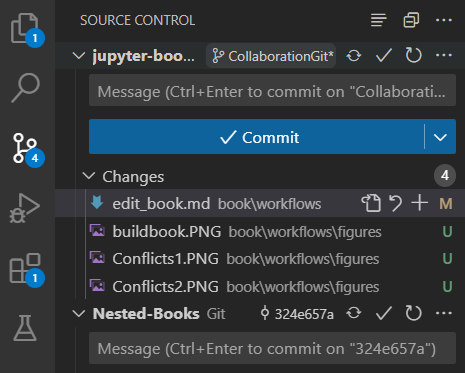 SOURCE CONTROL
1
jupyter-boo... CollaborationGit*
Message (Ctrl+Enter to commit on "Collaborati...
Commit
4
Changes 4
edit_book.md book\workflows M
buildbook.PNG book\workflows\figures U
Conflicts1.PNG book\workflows\figures U
1
Conflicts2.PNG book\workflows\figures U
Nested-Books Git 324e657a
Message (Ctrl+Enter to commit on "324e657a")